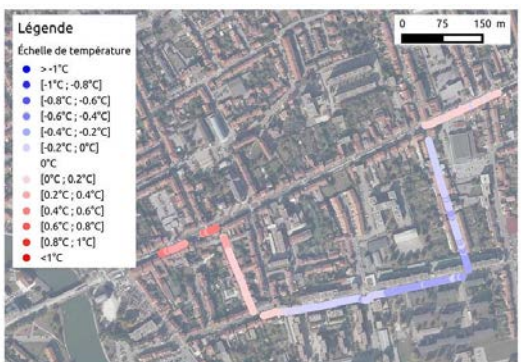 Légende
Échelle de température
> -1°C
[-1°C ; -0.8°C]
[-0.8°C ; -0.6°C]
[-0.6°C ; -0.4°C]
[-0.4°C ; -0.2°C]
[-0.2°C ; 0°C]
0°C
[0°C ; 0.2°C]
[0.2°C ; 0.4°C]
[0.4°C ; 0.6°C]
[0.6°C ; 0.8°C]
[0.8°C ; 1°C]
<1°C
0 75 150 m